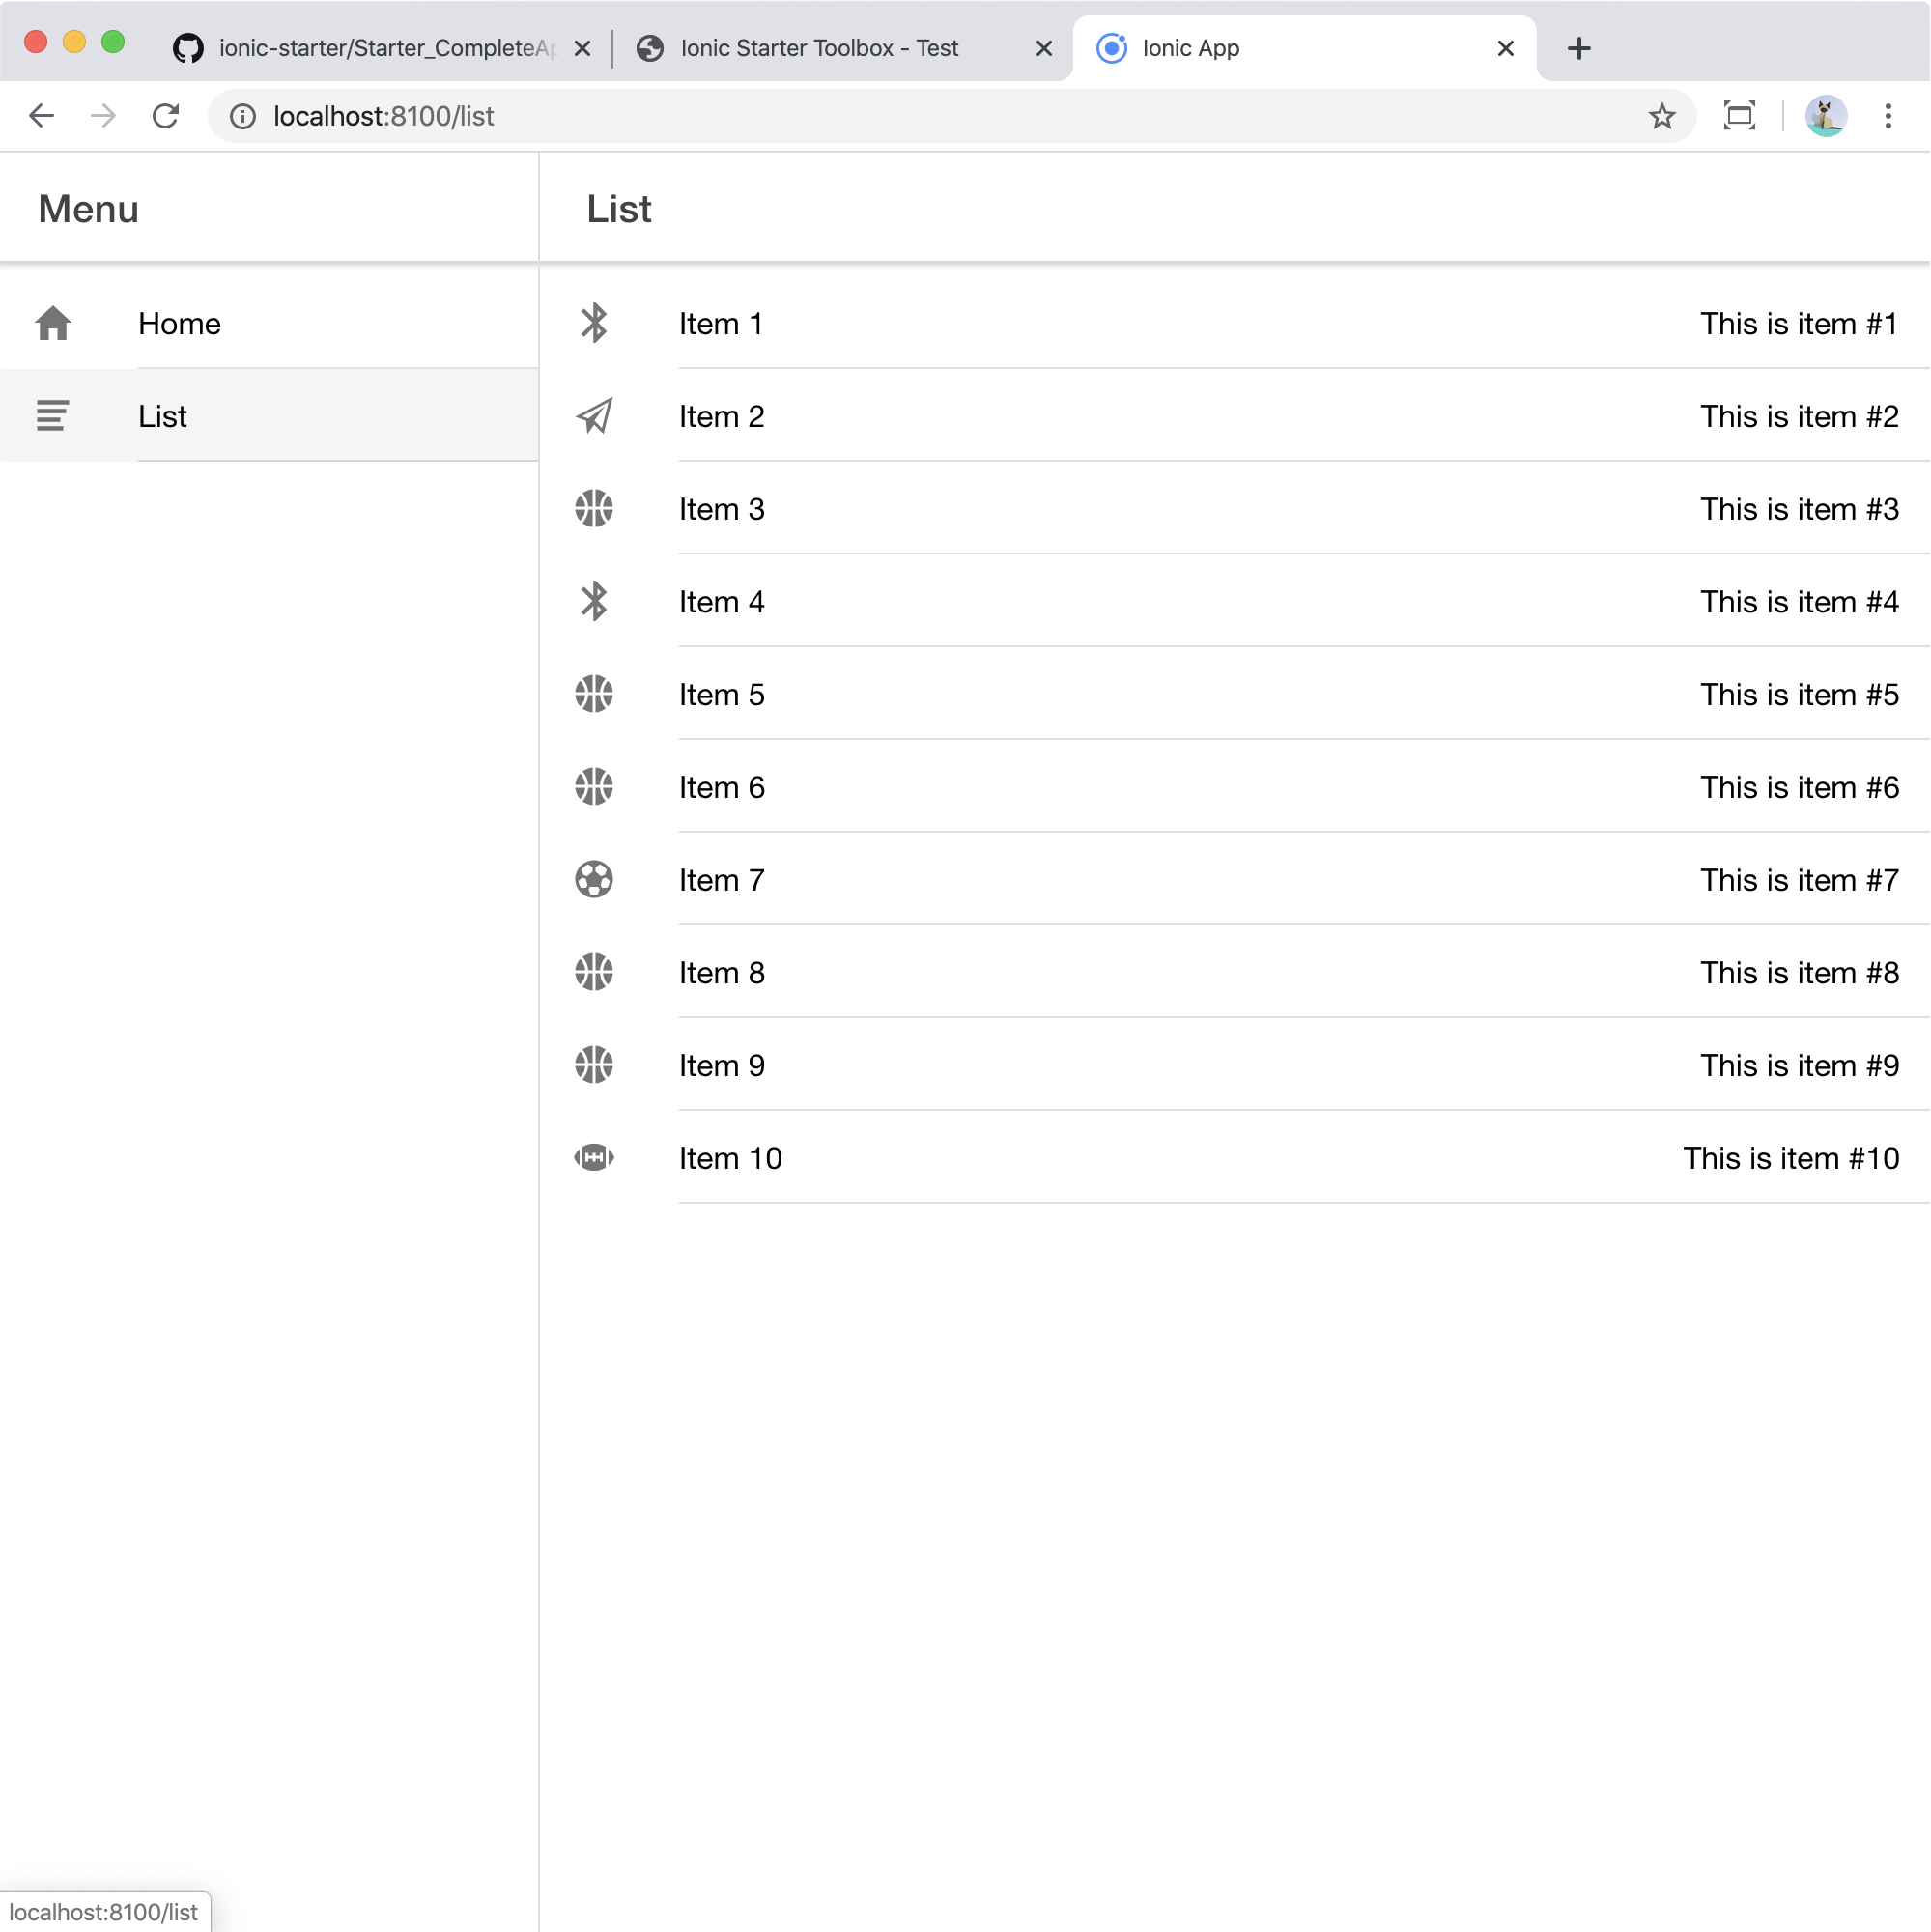 ionic-starter/Starter_CompleteAp
Ionic Starter Toolbox - Test
Ionic App
localhost:8100/list
Menu
List
Home
List
Item 1 This is item #1
Item 2 This is item #2
Item 3 This is item #3
Item 4 This is item #4
Item 5 This is item #5
Item 6 This is item #6
Item 7 This is item #7
Item 8 This is item #8
Item 9 This is item #9
Item 10 This is item #10
localhost:8100/list